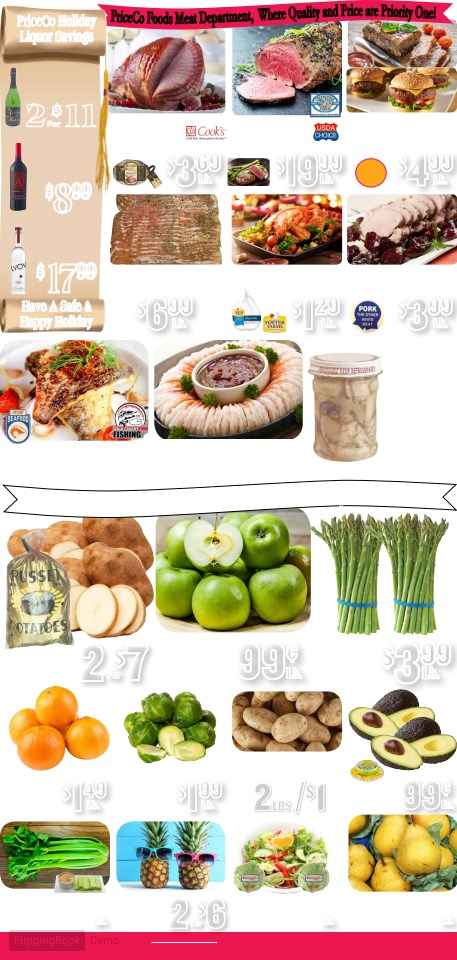 PriceCo Holiday
Liquor Savings
PriceCo Foods Meat Department, Where Quality and Price are Priority One!
2 For $11
$8.99
$17.99
Have A Safe &
Happy Holiday
Cook's
USDA
CHOICE
$3.69 Lb.
$19.99 Lb.
$4.99 Lb.
$6.99 Lb.
FOSTER
FARMS
$1.29 Lb.
PORK
THE OTHER
WHITE
MEAT
$3.99 Lb.
SEAFOOD
FISHING
RUSSET
POTATOES
2 $7
99¢ Lb.
$3.99 Lb.
$1.49 Lb.
$1.99 Lb.
2 LBS. / $1
99¢
2 $6
FlippingBook Demo